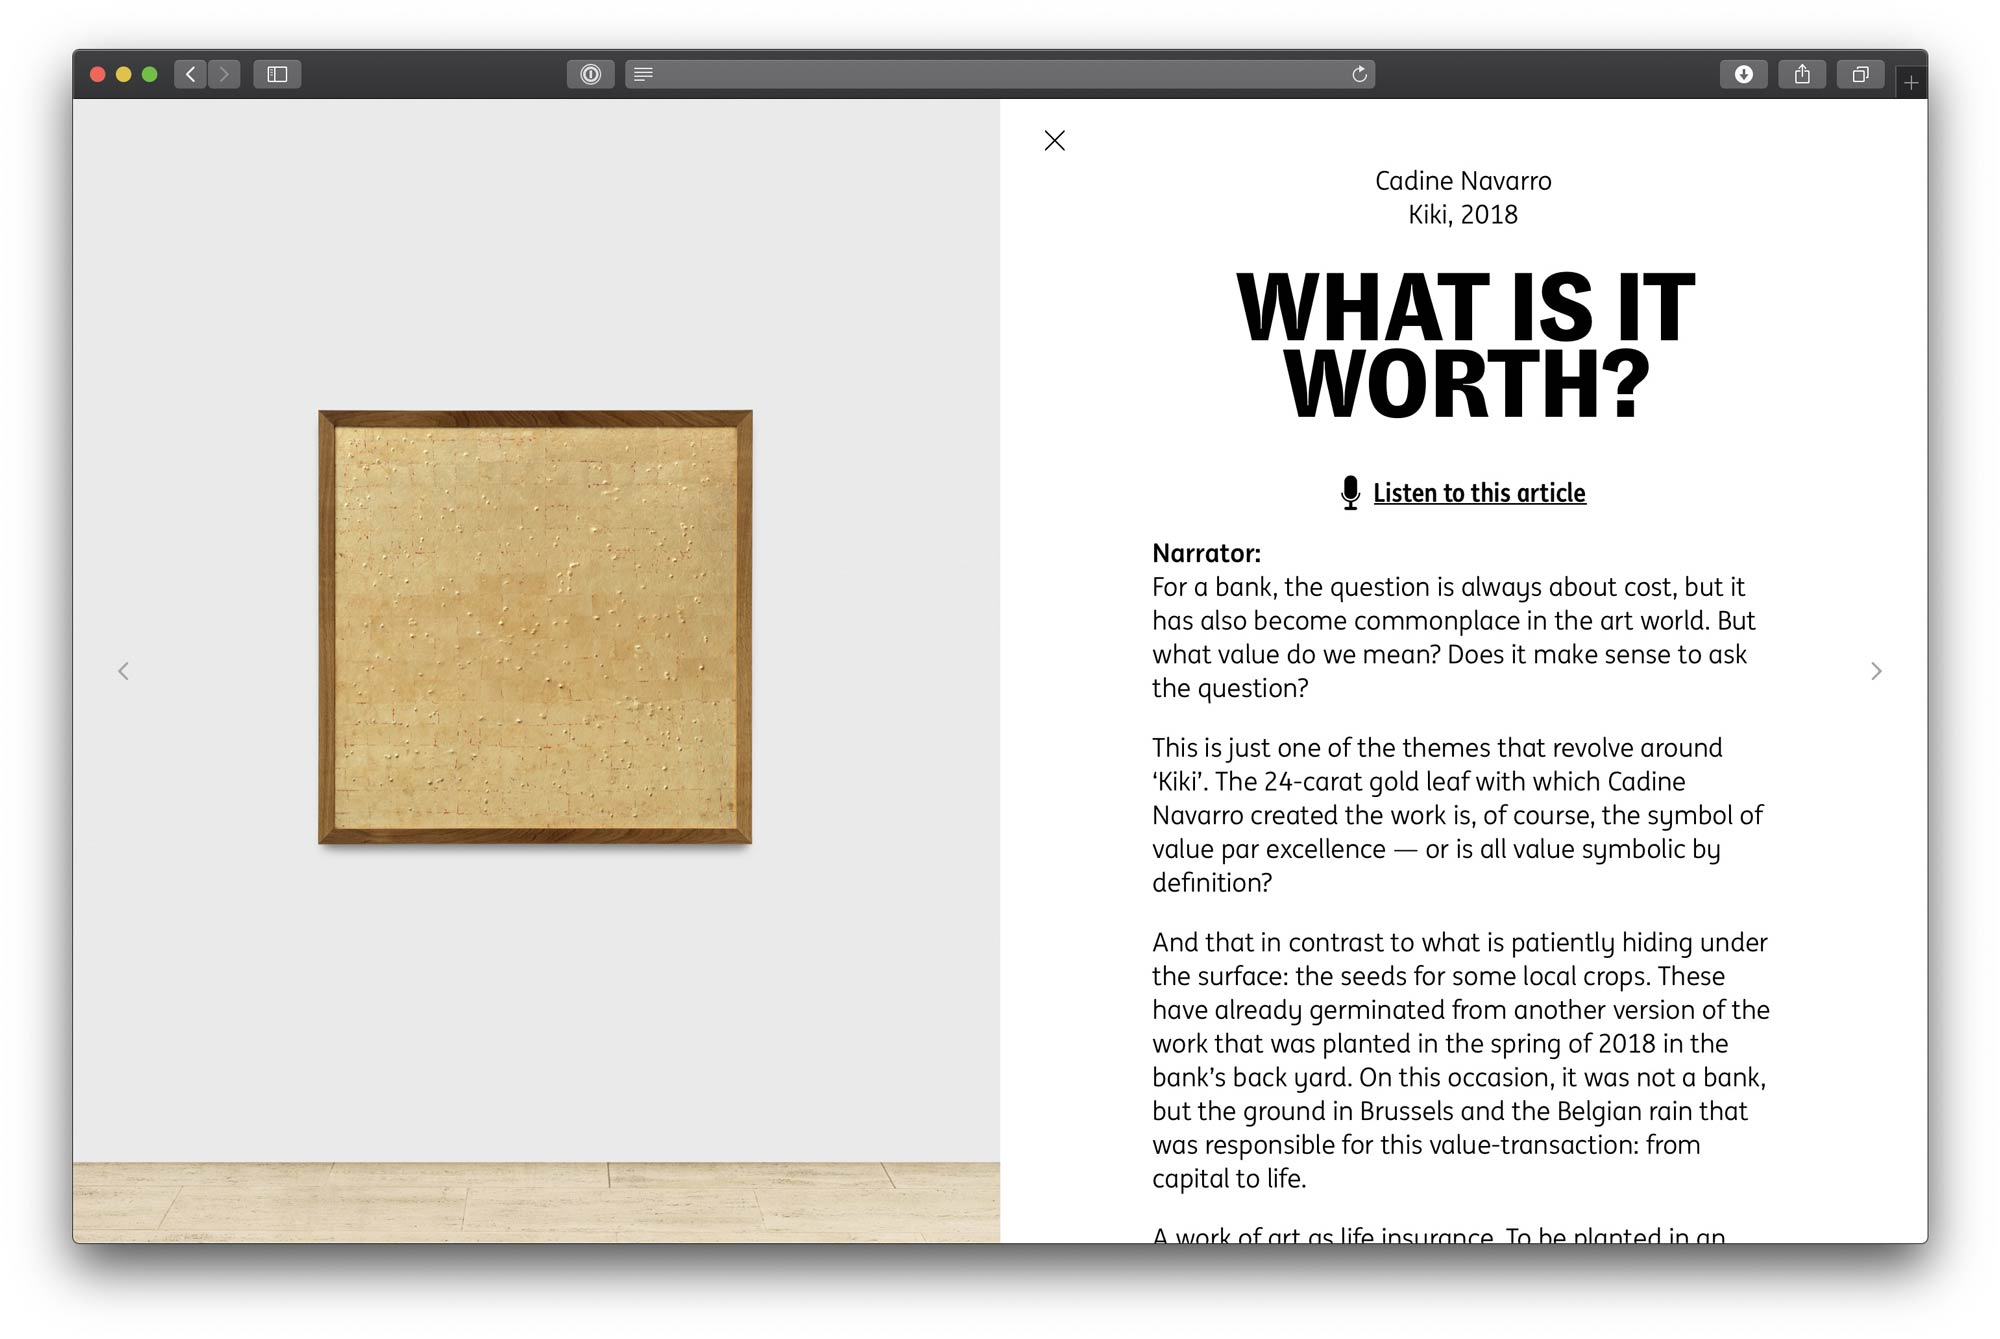 Cadine Navarro
Kiki, 2018
WHAT IS IT
WORTH?
Listen to this article
Narrator:
For a bank, the question is always about cost, but it
has also become commonplace in the art world. But
what value do we mean? Does it make sense to ask
the question?
This is just one of the themes that revolve around
‘Kiki’. The 24-carat gold leaf with which Cadine
Navarro created the work is, of course, the symbol of
value par excellence — or is all value symbolic by
definition?
And that in contrast to what is patiently hiding under
the surface: the seeds for some local crops. These
have already germinated from another version of the
work that was planted in the spring of 2018 in the
bank’s back yard. On this occasion, it was not a bank,
but the ground in Brussels and the Belgian rain that
was responsible for this value-transaction: from
capital to life.
A work of art as life insurance. To be planted in an